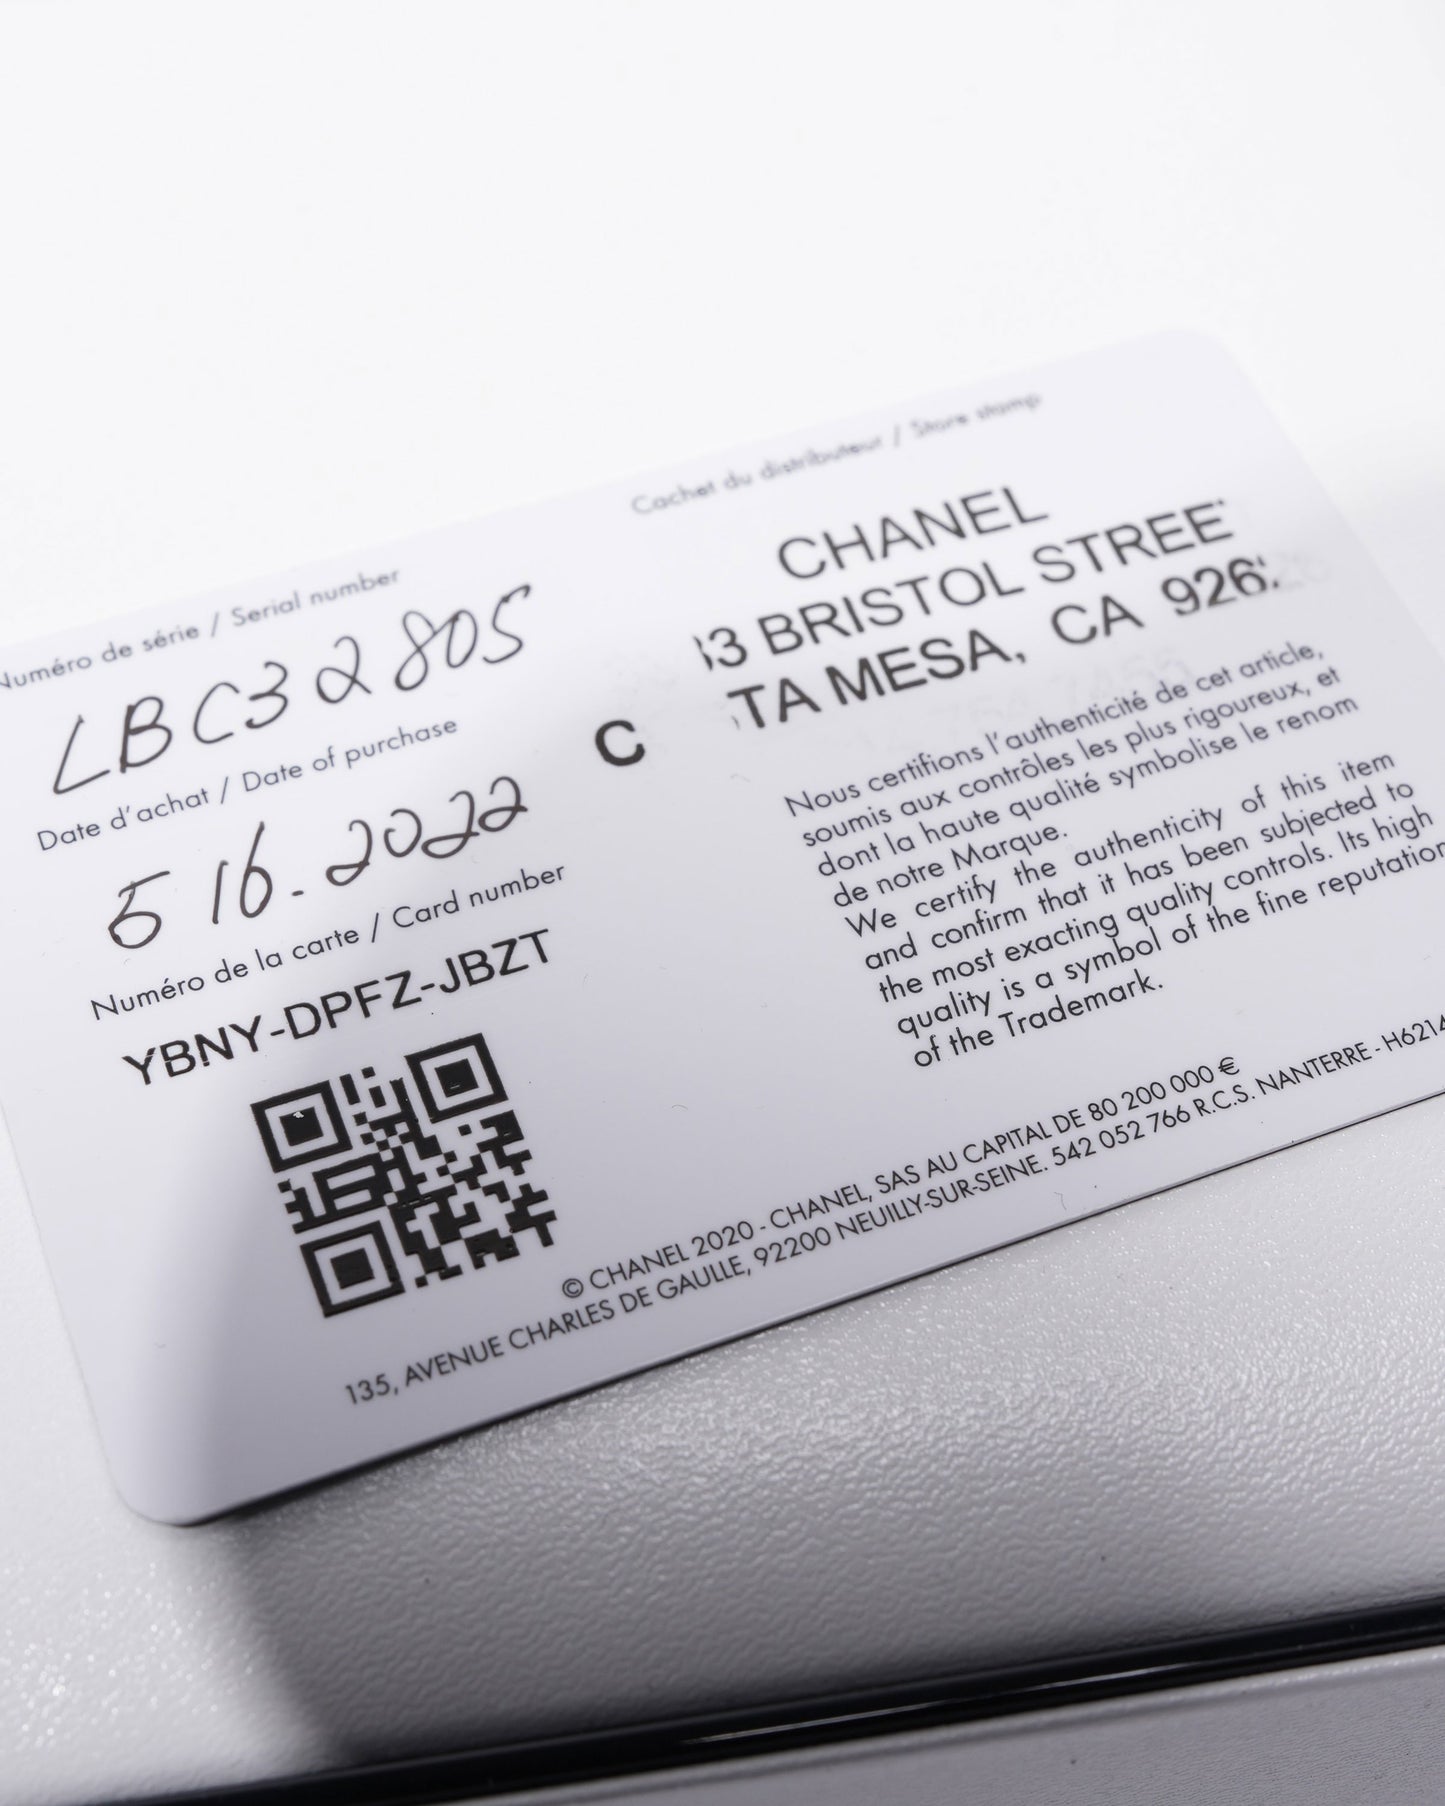 Numéro de série / Serial number
LBC32805
Date d'achat / Date of purchase
5 16.2022
Numéro de la carte / Card number
YBNY-DPFZ-JBZT
Cachet du distributeur / Store stamp
CHANEL
33 BRISTOL STREE
C TA MESA, CA 926
Nous certifions l'authenticité de cet article,
soumis aux contrôles les plus rigoureux, et
dont la haute qualité symbolise le renom
de notre Marque.
We certify the authenticity of this item
and confirm that it has been subjected to
the most exacting quality controls. Its high
quality is a symbol of the fine reputation
of the Trademark.
© CHANEL 2020 - CHANEL, SAS AU CAPITAL DE 80 200 000 €
135, AVENUE CHARLES DE GAULLE, 92200 NEUILLY-SUR-SEINE. 542 052 766 R.C.S. NANTERRE - H6214